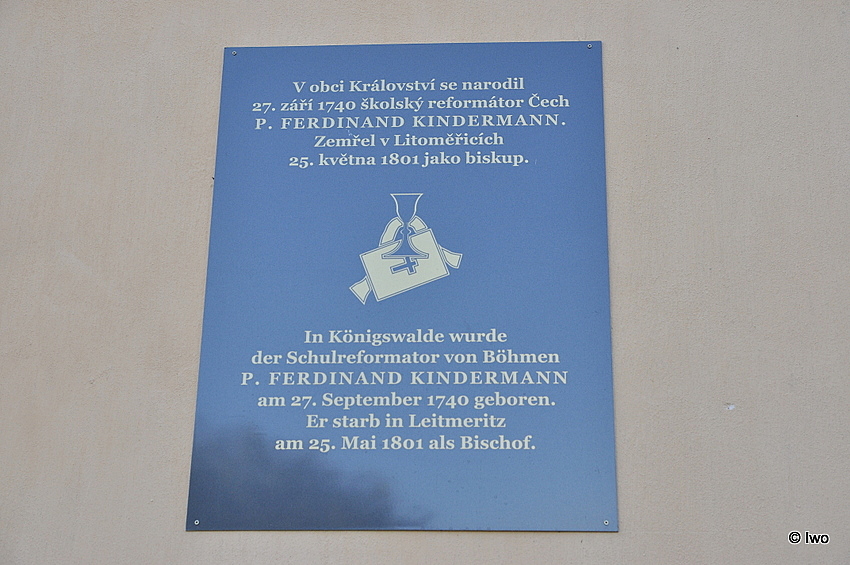 V obci Království se narodil
27. září 1740 školský reformátor Čech
P. FERDINAND KINDERMANN.
Zemřel v Litoměřicích
25. května 1801 jako biskup.
In Königswalde wurde
der Schulreformator von Böhmen
P. FERDINAND KINDERMANN
am 27. September 1740 geboren.
Er starb in Leitmeritz
am 25. Mai 1801 als Bischof.
© Iwo